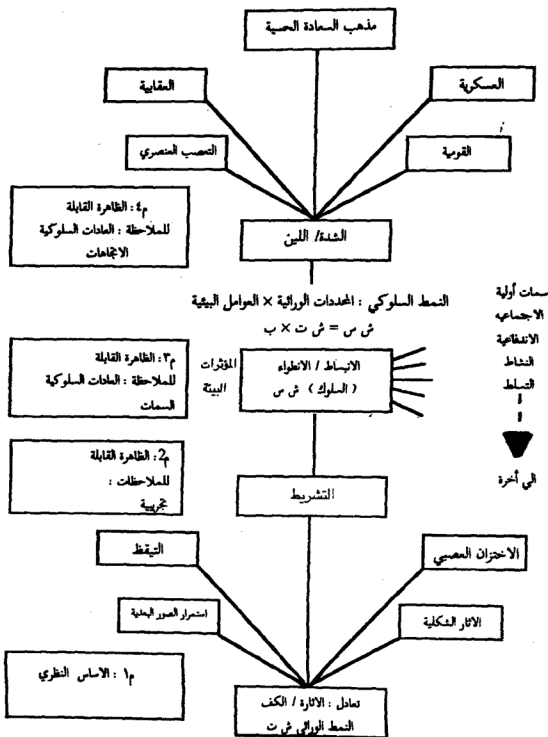 مذهب السعادة الحسية
العسكرية
العقابية
القومية
التعصب العنصري
م٤: الظاهرة القابلة
للملاحظة : العادات السلوكية
الاتجاهات
الشدة/ اللين
النمط السلوكي : المحددات الوراثية × العوامل البيئية
ش س = ش ت × ب
سمات أولية
الاجتماعيه
الاندفاعية
النشاط
التسلط
الى أخرة
م٣: الظاهرة القابلة
للملاحظة : العادات السلوكية
السمات
المؤثرات
البيئة
الانبساط / الانطواء
( السلوك ) ش س
م2: الظاهرة القابلة
للملاحظات :
تجريبية
التشريط
الاختزان العصبي
التيقظ
الاثار الشكلية
استمرار الصور البعدية
م١ : الاساس النظري
تعادل : الاثارة / الكف
النمط الوراثي ش ت